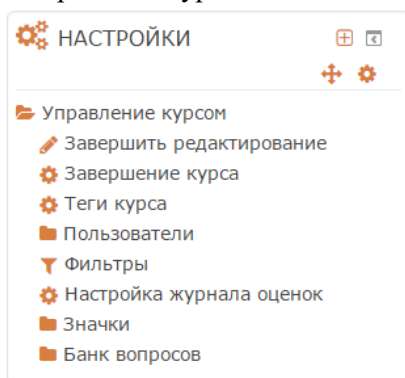 НАСТРОЙКИ
Управление курсом
Завершить редактирование
Завершение курса
Теги курса
Пользователи
Фильтры
Настройка журнала оценок
Значки
Банк вопросов